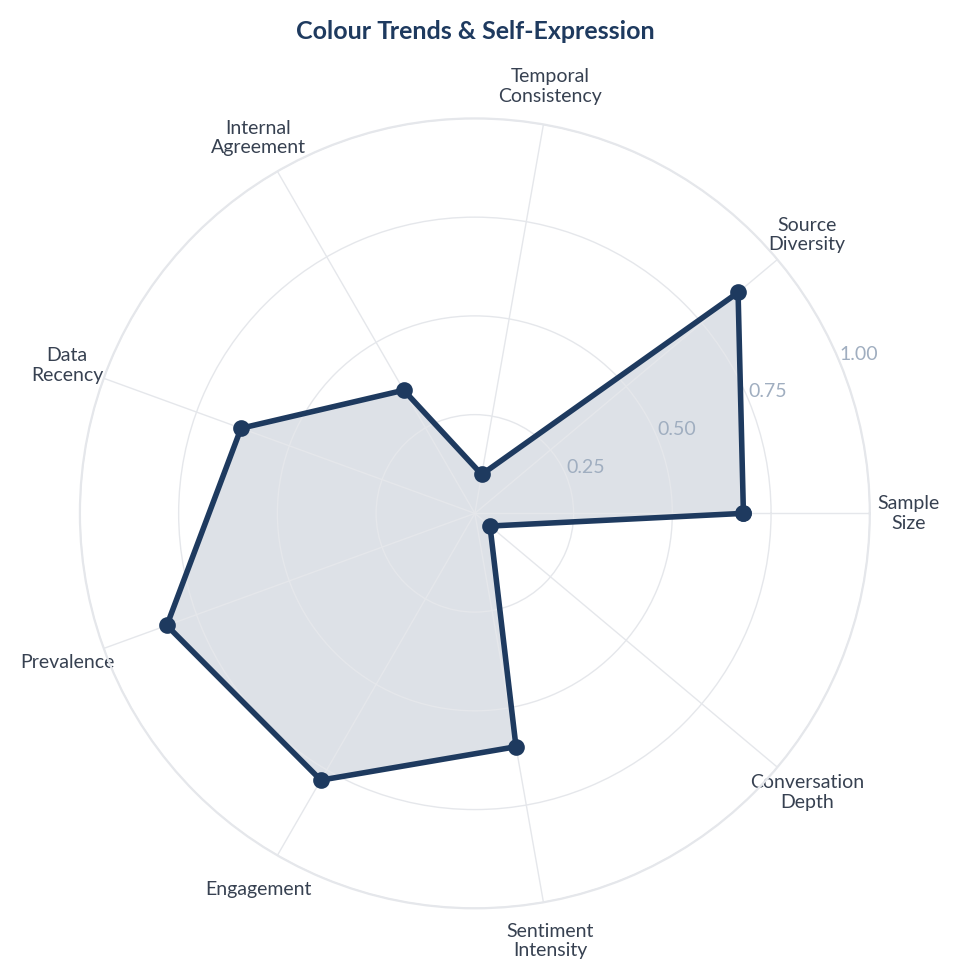 Colour Trends & Self-Expression
Temporal
Consistency
Internal
Agreement
Source
Diversity
Data
Recency
1.00
0.75
0.50
0.25
Sample
Size
Prevalence
Conversation
Depth
Engagement
Sentiment
Intensity